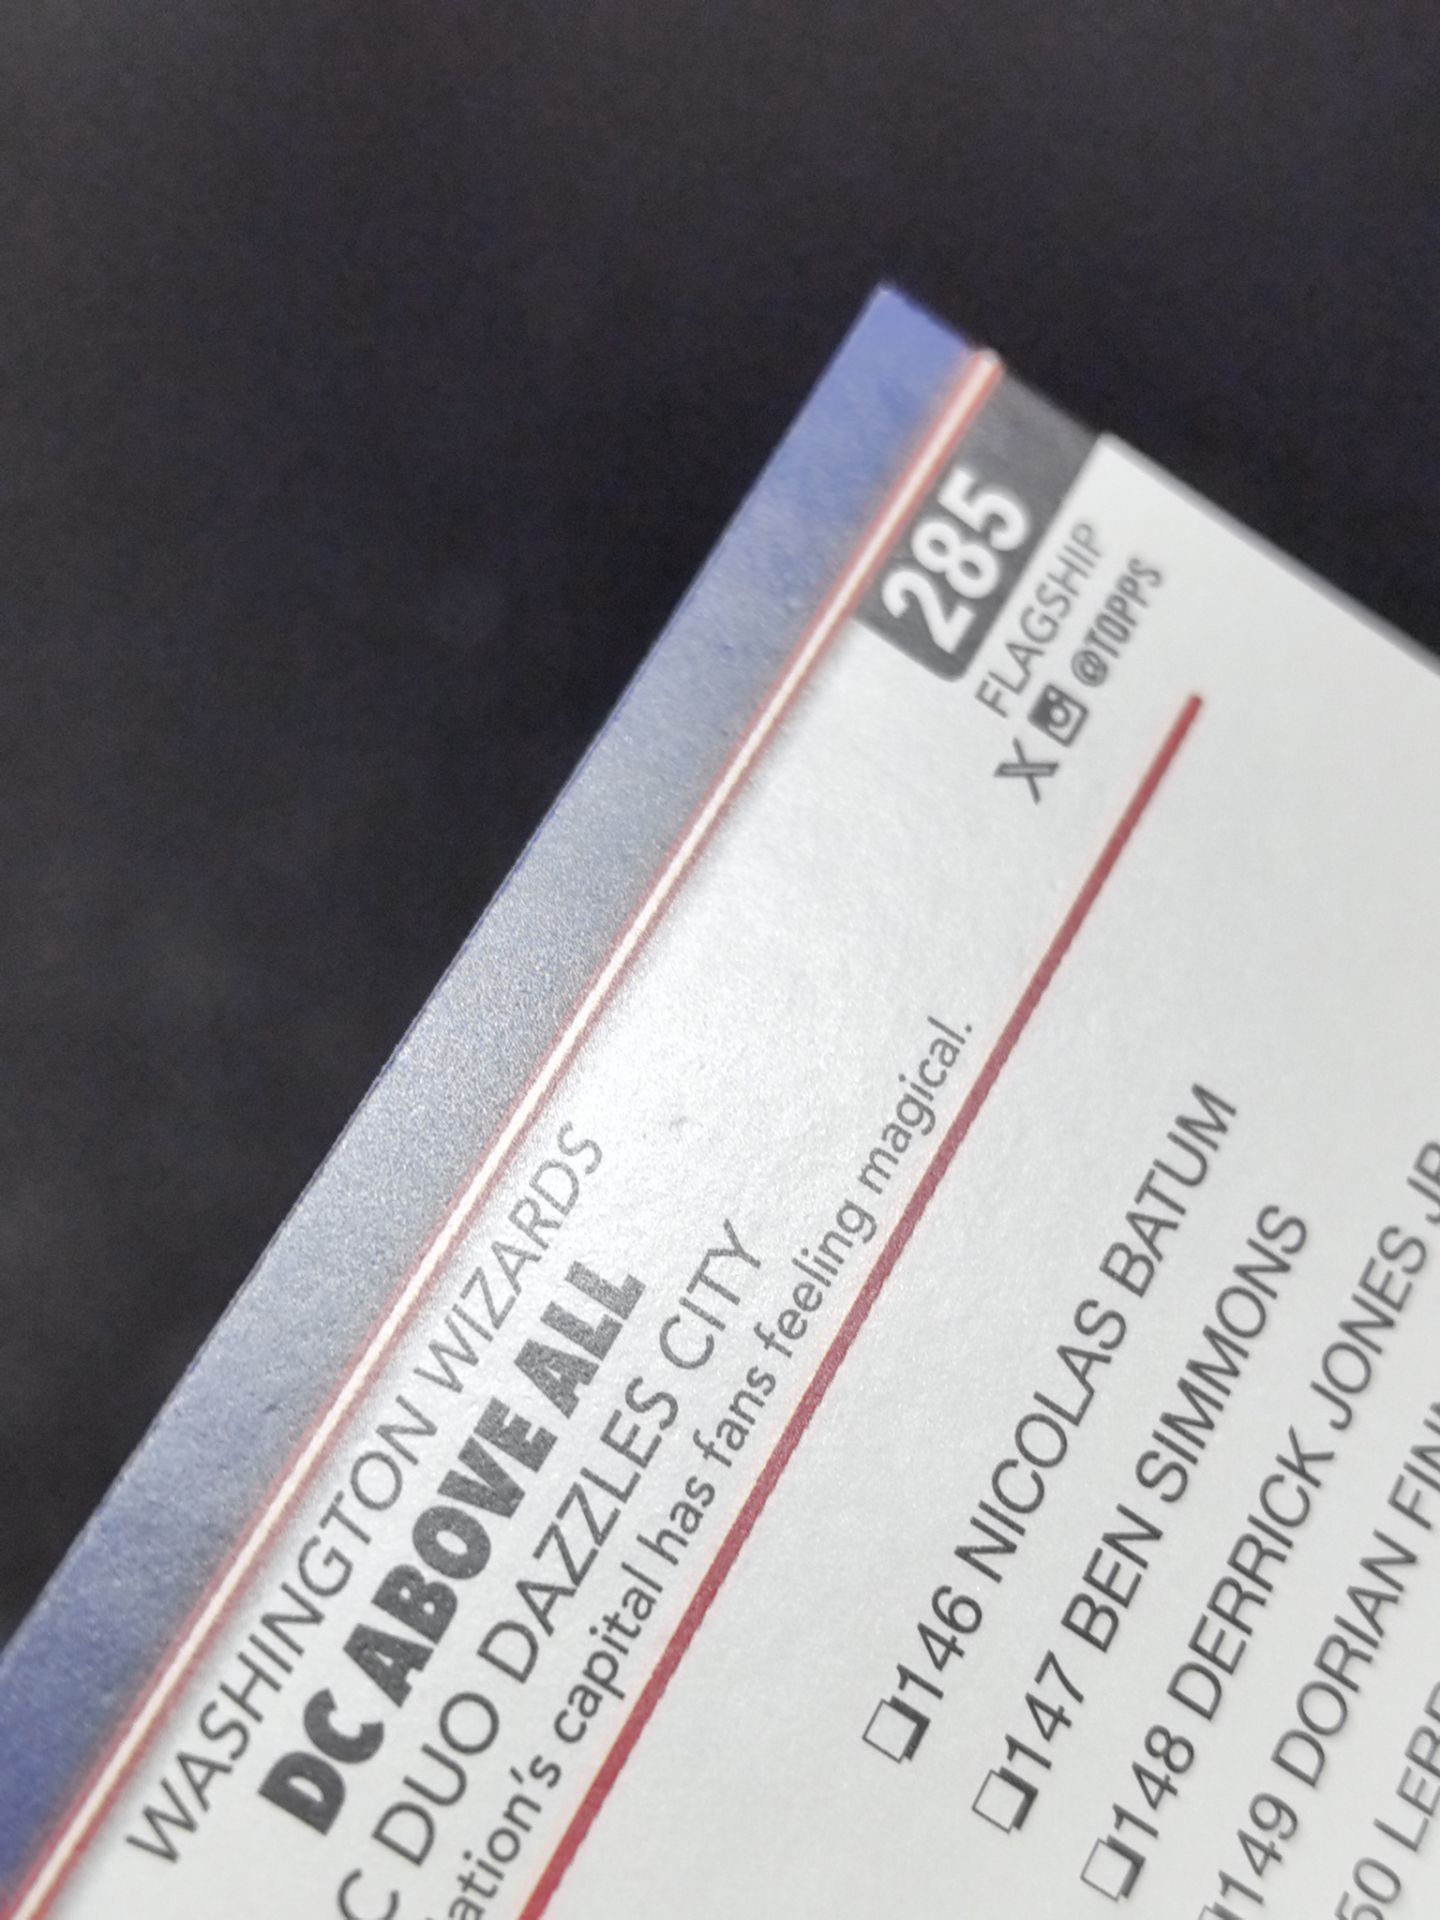 285
FLAGSHIP
X @TOPPS
WASHINGTON WIZARDS
DC ABOVE ALL
DUO DAZZLES CITY
capital has fans feeling magical.
❏146 NICOLAS BATUM
❏147 BEN SIMMONS
❏148 DERRICK JONES JR
149 DORIAN